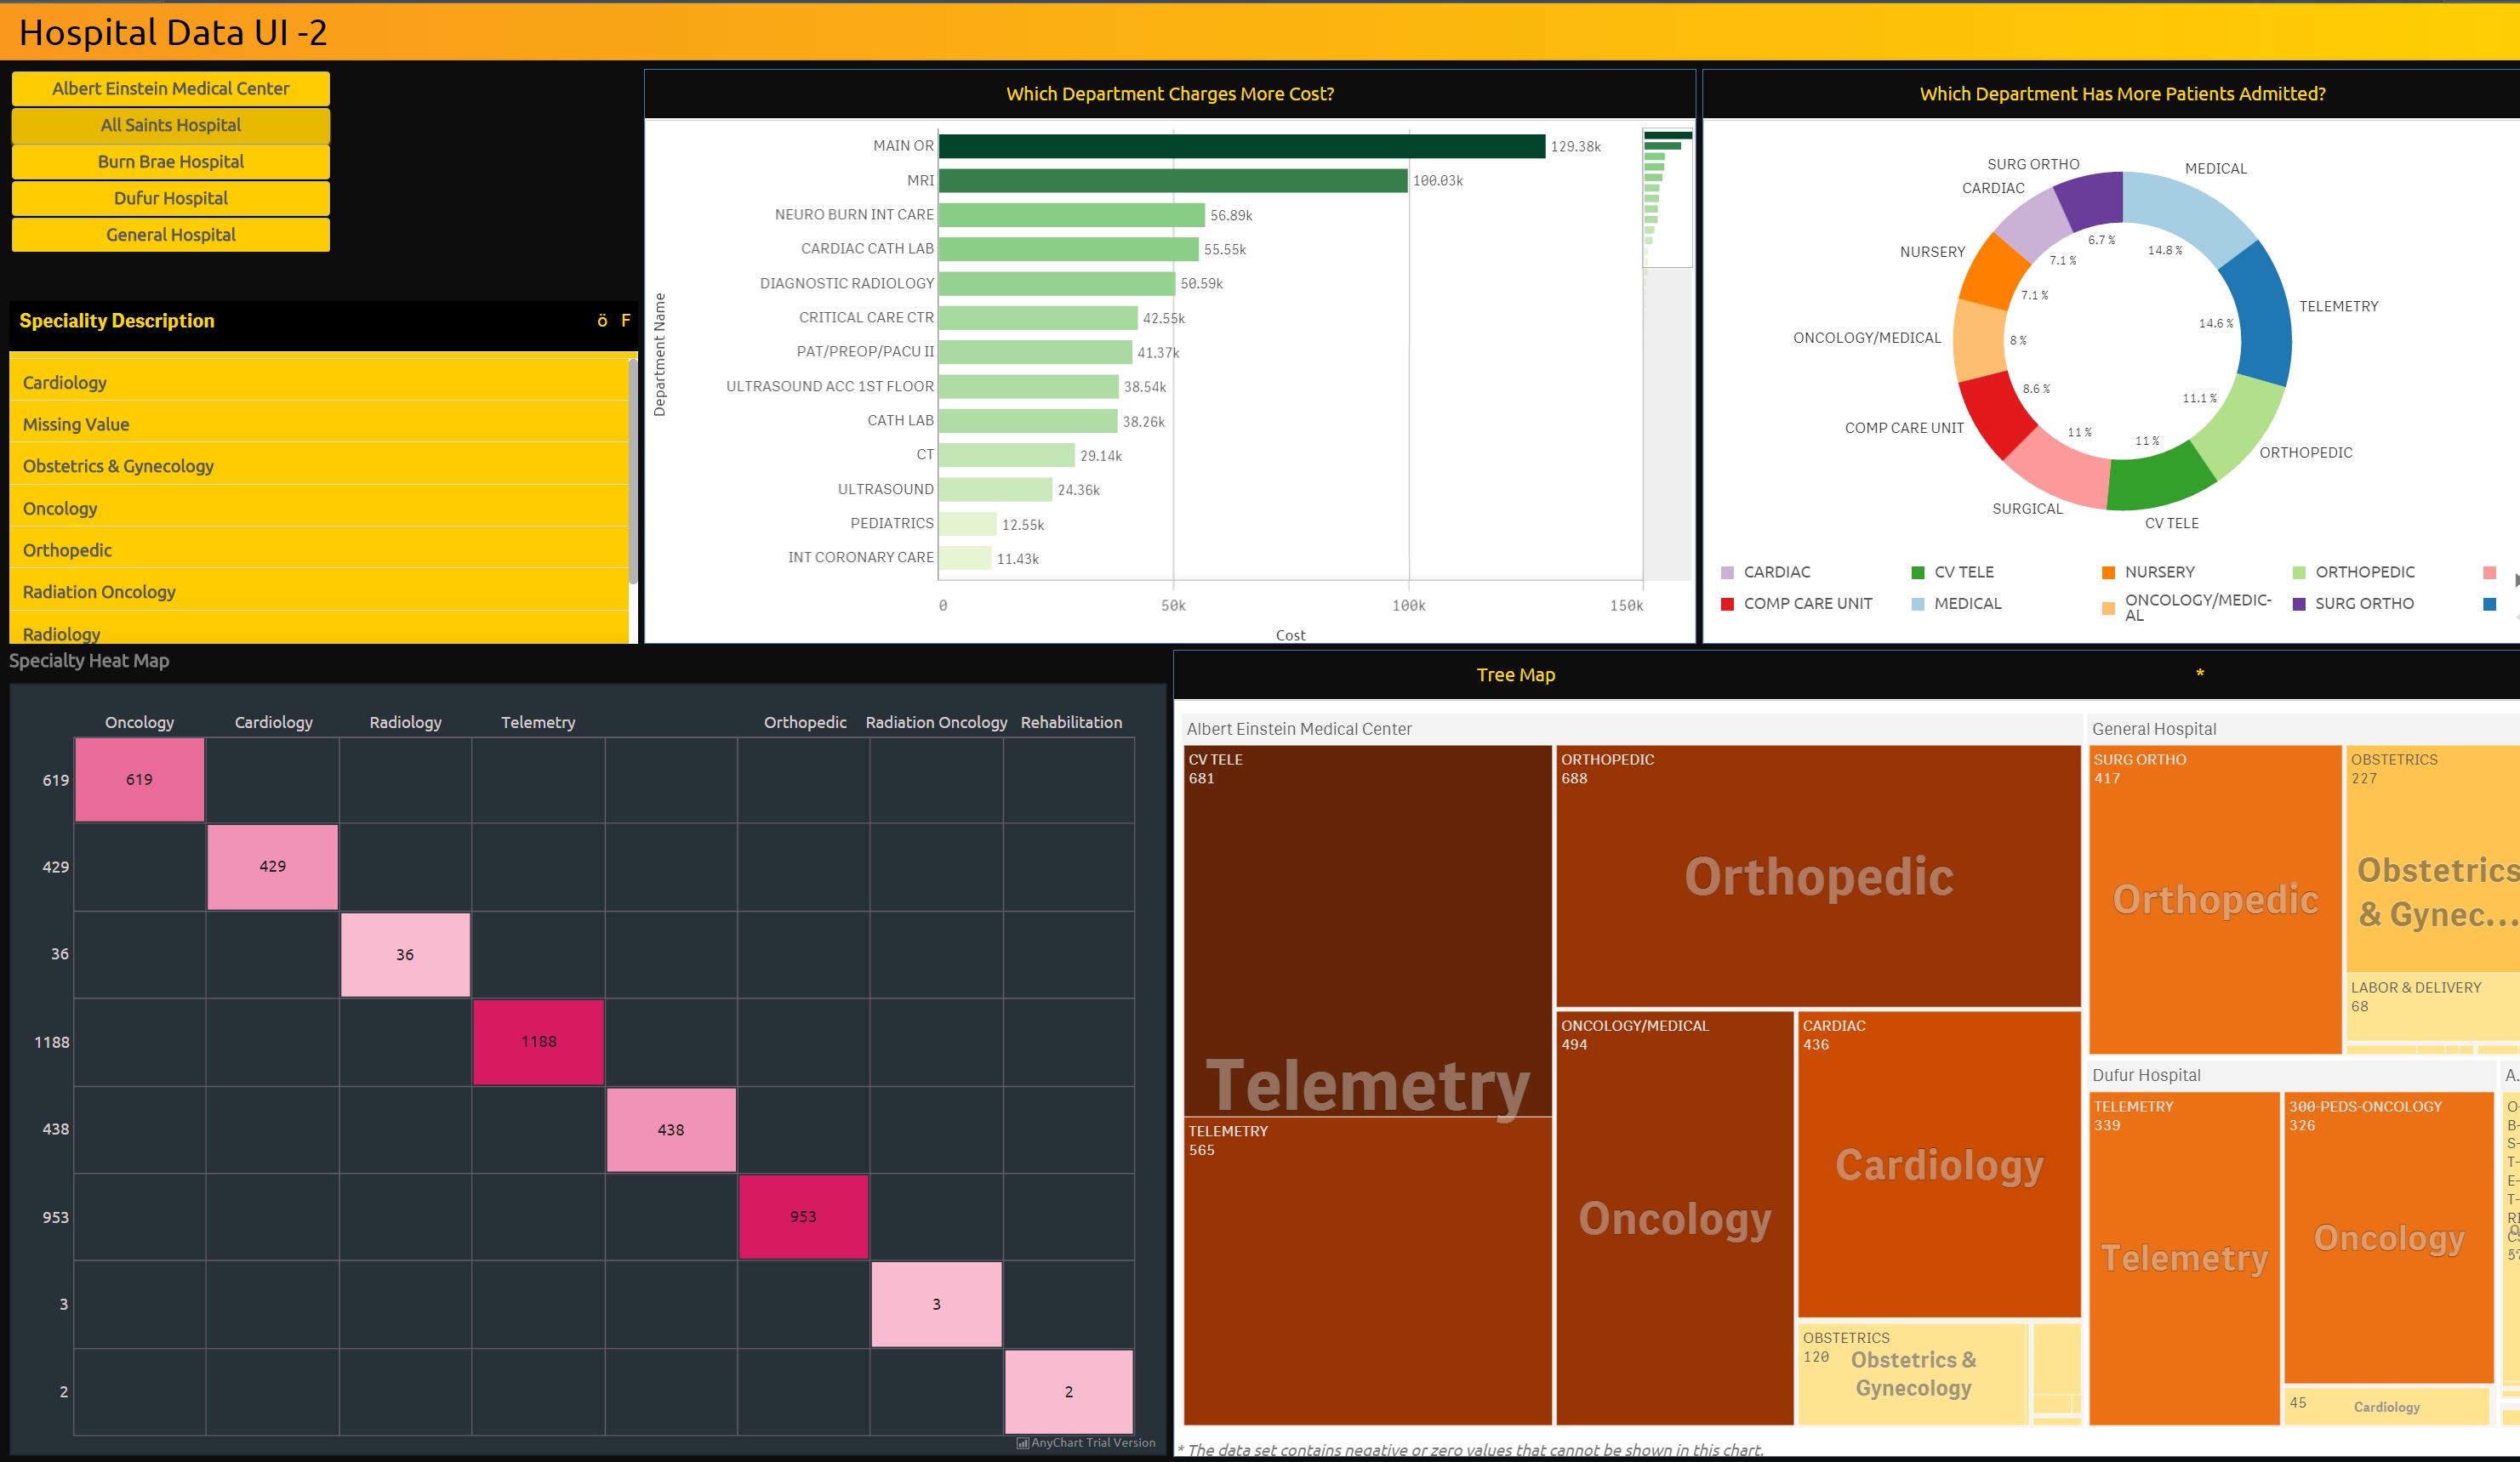 Hospital Data UI -2
Albert Einstein Medical Center
All Saints Hospital
Burn Brae Hospital
Dufur Hospital
General Hospital
Speciality Description ö F
Cardiology
Missing Value
Obstetrics & Gynecology
Oncology
Orthopedic
Radiation Oncology
Radiology
Which Department Charges More Cost?
Department Name
MAIN OR 129.38k
MRI 100.03k
NEURO BURN INT CARE 56.89k
CARDIAC CATH LAB 55.55k
DIAGNOSTIC RADIOLOGY 50.59k
CRITICAL CARE CTR 42.55k
PAT/PREOP/PACU II 41.37k
ULTRASOUND ACC 1ST FLOOR 38.54k
CATH LAB 38.26k
CT 29.14k
ULTRASOUND 24.36k
PEDIATRICS 12.55k
INT CORONARY CARE 11.43k
0 50k 100k 150k
Cost
Which Department Has More Patients Admitted?
SURG ORTHO
MEDICAL
CARDIAC
6.7 %
14.8 %
NURSERY
7.1 %
7.1 %
TELEMETRY
14.6 %
ONCOLOGY/MEDICAL
8 %
8.6 %
11.1 %
COMP CARE UNIT
11 %
11 %
ORTHOPEDIC
SURGICAL
CV TELE
CARDIAC CV TELE NURSERY ORTHOPEDIC
COMP CARE UNIT MEDICAL ONCOLOGY/MEDIC- SURG ORTHO
AL
Specialty Heat Map
Oncology Cardiology Radiology Telemetry Orthopedic Radiation Oncology Rehabilitation
619 619
429 429
36 36
1188 1188
438 438
953 953
3 3
2 2
AnyChart Trial Version
Tree Map *
Albert Einstein Medical Center
CV TELE
681
Telemetry
TELEMETRY
565
ORTHOPEDIC
688
Orthopedic
ONCOLOGY/MEDICAL
494
Oncology
CARDIAC
436
Cardiology
OBSTETRICS
120
Obstetrics &
Gynecology
General Hospital
SURG ORTHO
417
Orthopedic
OBSTETRICS
227
Obstetrics
& Gynec...
LABOR & DELIVERY
68
Dufur Hospital
TELEMETRY
339
Telemetry
300-PEDS-ONCOLOGY
326
Oncology
45
Cardiology
A.
O-
B-
S-
T-
E-
T-
* The data set contains negative or zero values that cannot be shown in this chart.